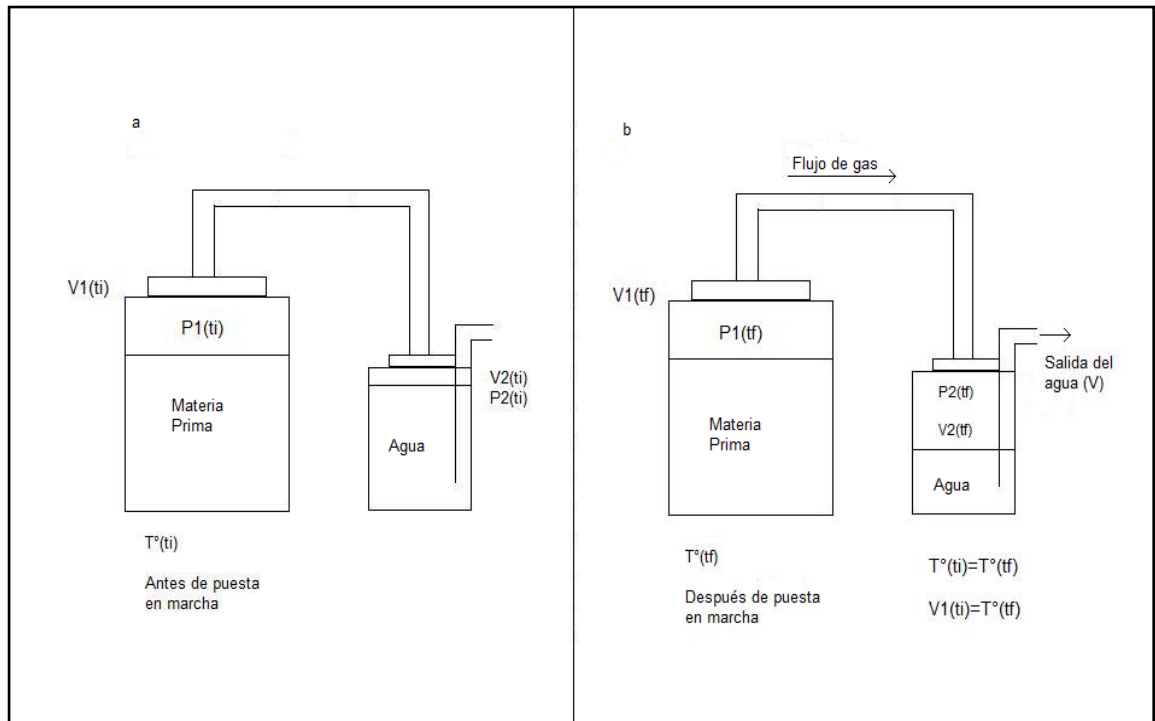 a
V1(ti)
P1(ti)
Materia
Prima
V2(ti)
P2(ti)
Agua
T°(ti)
Antes de puesta
en marcha
b
Flujo de gas
V1(tf)
P1(tf)
Materia
Prima
Salida del
agua (V)
P2(tf)
V2(tf)
Agua
T°(tf)
Después de puesta
en marcha
T°(ti)=T°(tf)
V1(ti)=T°(tf)